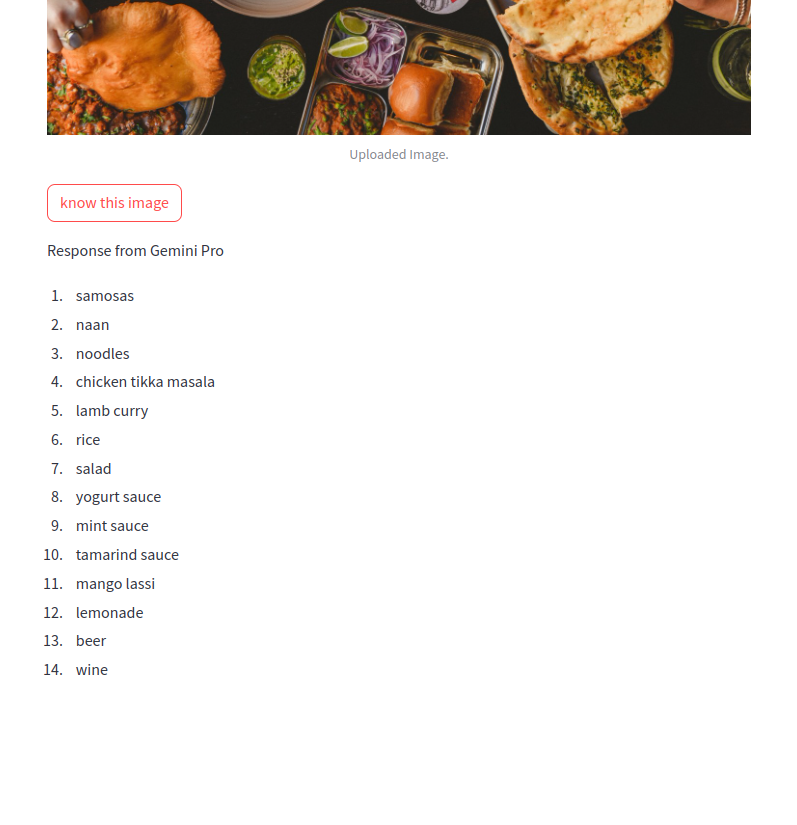 Uploaded Image.
know this image
Response from Gemini Pro
1. samosas
2. naan
3. noodles
4. chicken tikka masala
5. lamb curry
6. rice
7. salad
8. yogurt sauce
9. mint sauce
10. tamarind sauce
11. mango lassi
12. lemonade
13. beer
14. wine